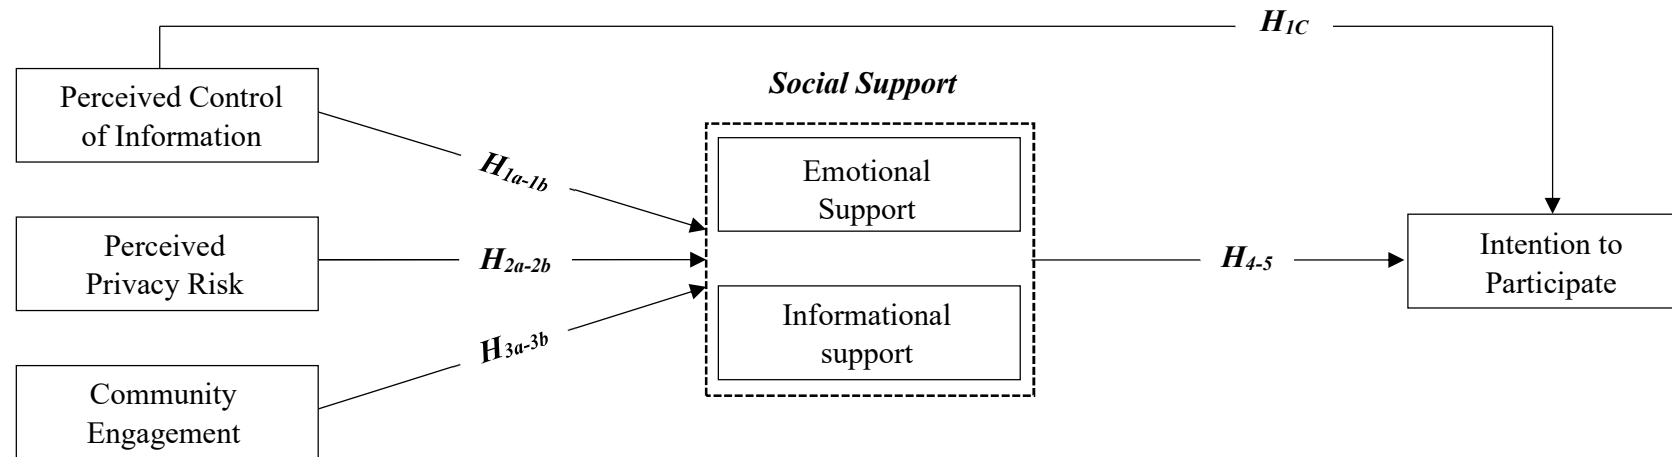 H1C
Perceived Control
of Information
Social Support
H1a-1b
Emotional
Support
Perceived
Privacy Risk
H2a-2b
H4-5
Intention to
Participate
Informational
support
H3a-3b
Community
Engagement